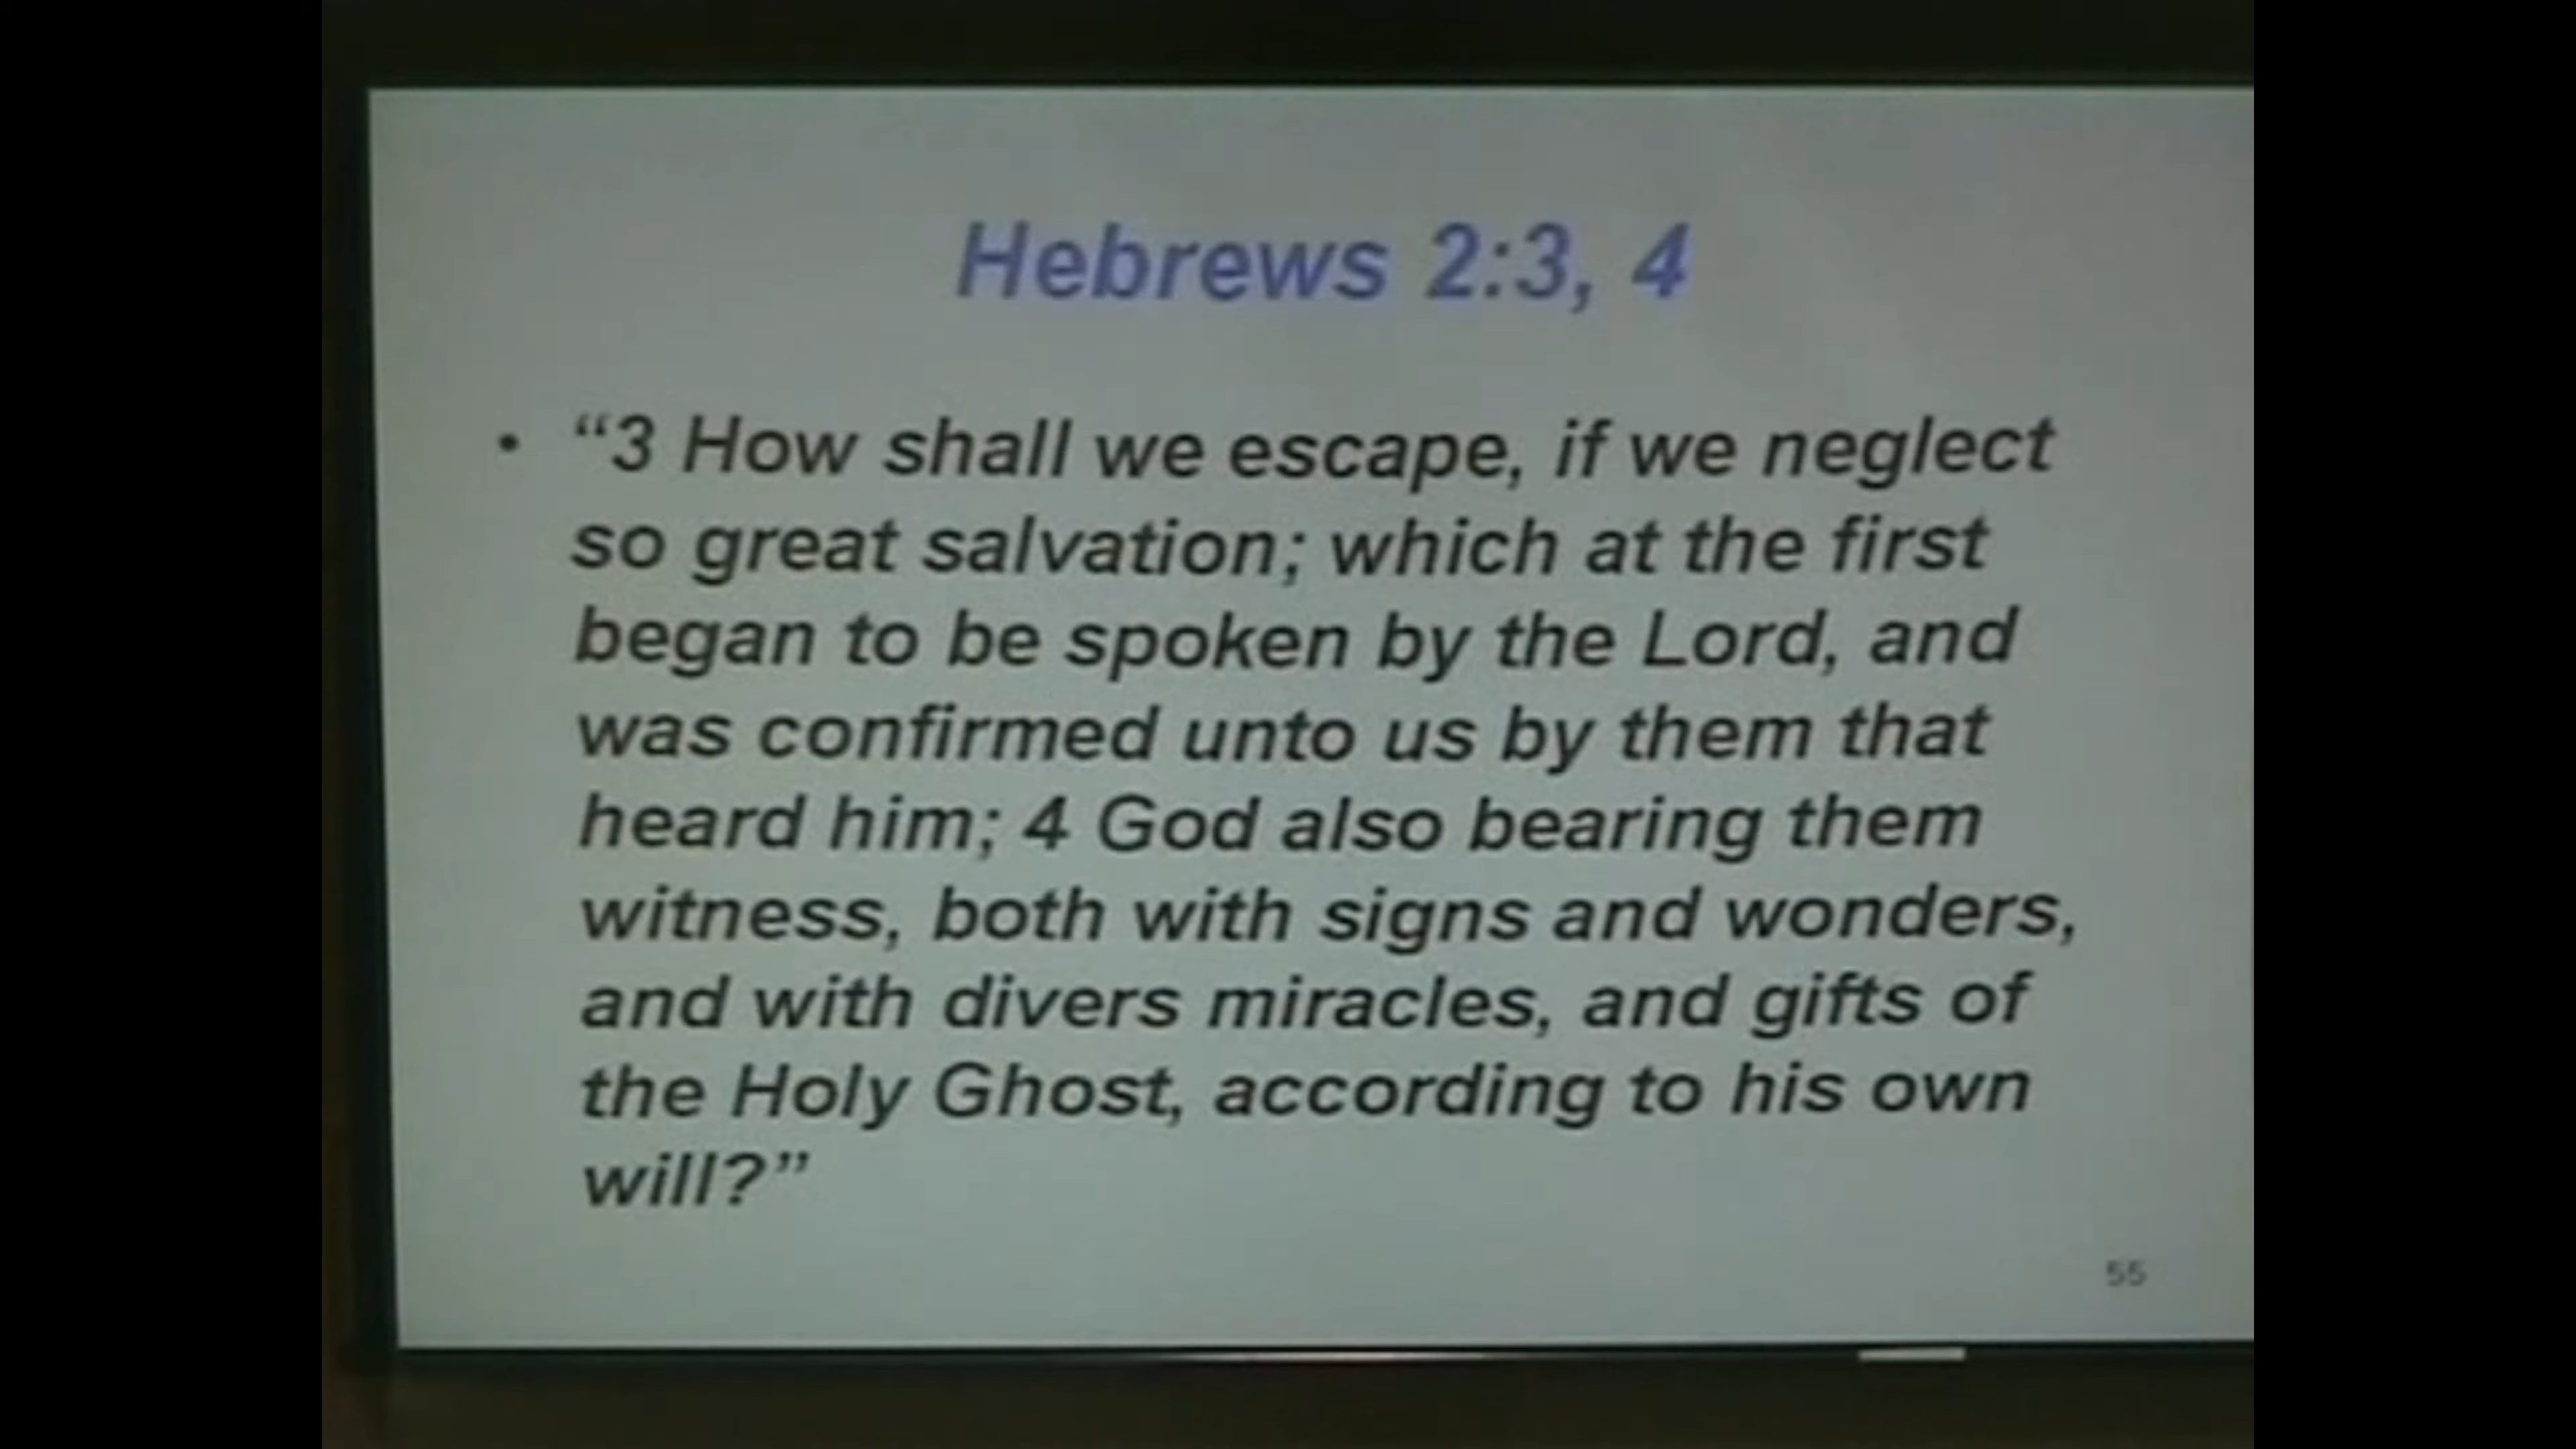 Hebrews 2:3, 4
• “3 How shall we escape, if we neglect
so great salvation; which at the first
began to be spoken by the Lord, and
was confirmed unto us by them that
heard him; 4 God also bearing them
witness, both with signs and wonders,
and with divers miracles, and gifts of
the Holy Ghost, according to his own
will?”
55